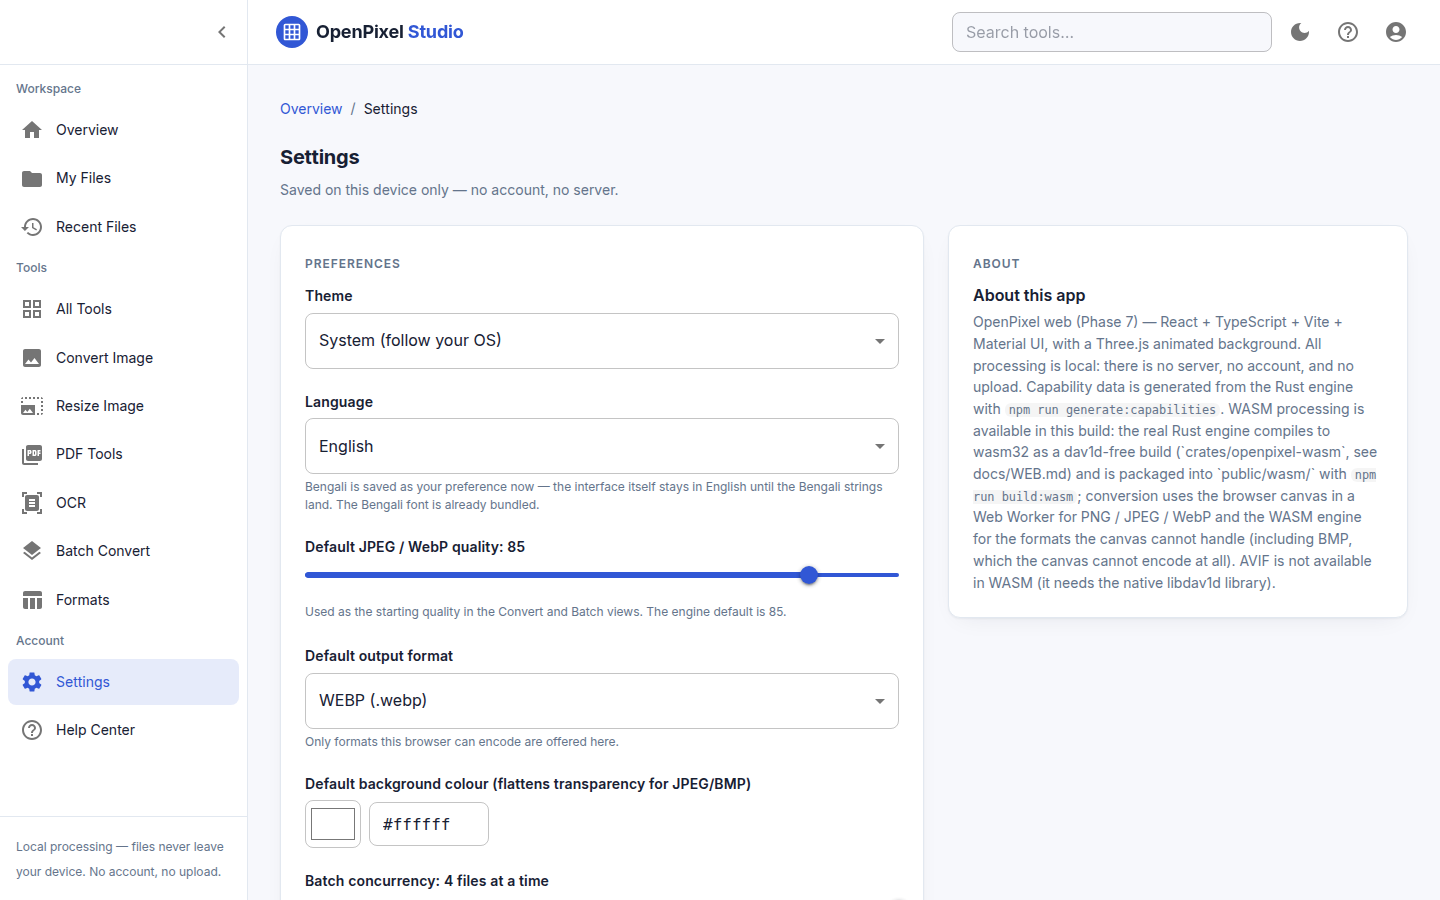 OpenPixel Studio
Search tools...
Workspace
Overview
My Files
Recent Files
Tools
All Tools
Convert Image
Resize Image
PDF Tools
OCR
Batch Convert
Formats
Account
Settings
Help Center
Local processing — files never leave
your device. No account, no upload.
Overview / Settings
Settings
Saved on this device only — no account, no server.
PREFERENCES
Theme
System (follow your OS)
Language
English
Bengali is saved as your preference now — the interface itself stays in English until the Bengali strings
land. The Bengali font is already bundled.
Default JPEG / WebP quality: 85
Used as the starting quality in the Convert and Batch views. The engine default is 85.
Default output format
WEBP (.webp)
Only formats this browser can encode are offered here.
Default background colour (flattens transparency for JPEG/BMP)
#ffffff
Batch concurrency: 4 files at a time
ABOUT
About this app
OpenPixel web (Phase 7) — React + TypeScript + Vite +
Material UI, with a Three.js animated background. All
processing is local: there is no server, no account, and no
upload. Capability data is generated from the Rust engine
with npm run generate:capabilities. WASM processing is
available in this build: the real Rust engine compiles to
wasm32 as a dav1d-free build (`crates/openpixel-wasm`, see
docs/WEB.md) and is packaged into `public/wasm/` with npm
run build:wasm; conversion uses the browser canvas in a
Web Worker for PNG / JPEG / WebP and the WASM engine
for the formats the canvas cannot handle (including BMP,
which the canvas cannot encode at all). AVIF is not available
in WASM (it needs the native libdav1d library).